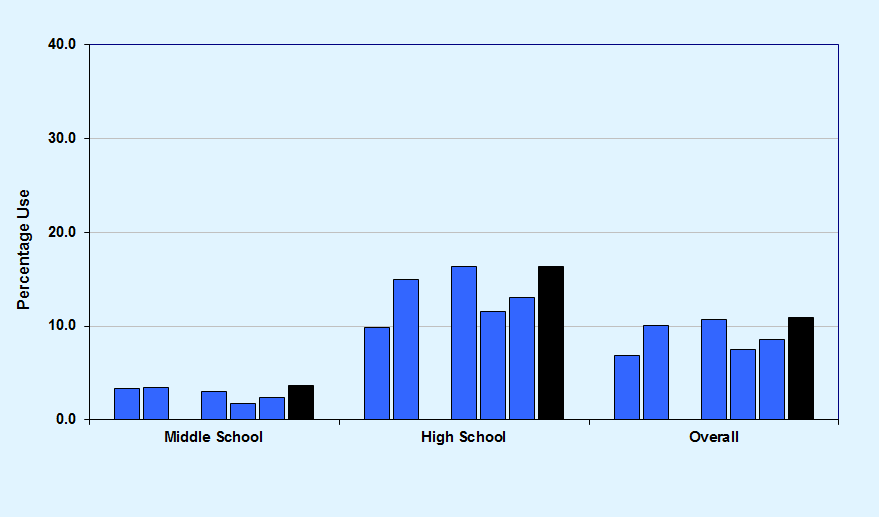 40.0
30.0
20.0
10.0
0.0
Percentage Use
Middle School
High School
Overall